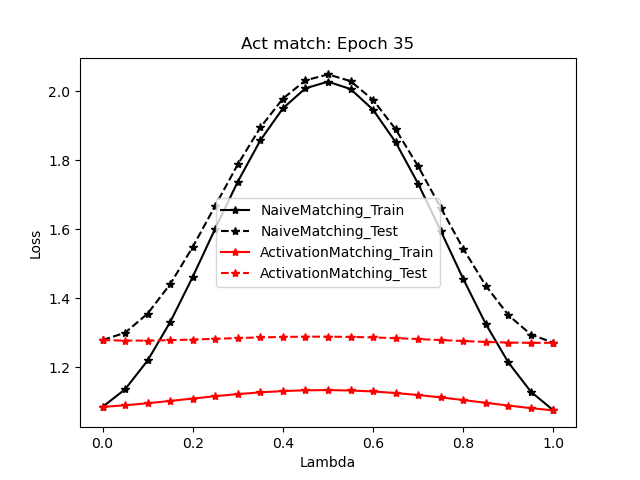 Act match: Epoch 35
2.0
1.8
1.6
1.4
1.2
Loss
NaiveMatching_Train
NaiveMatching_Test
ActivationMatching_Train
ActivationMatching_Test
0.0 0.2 0.4 0.6 0.8 1.0
Lambda